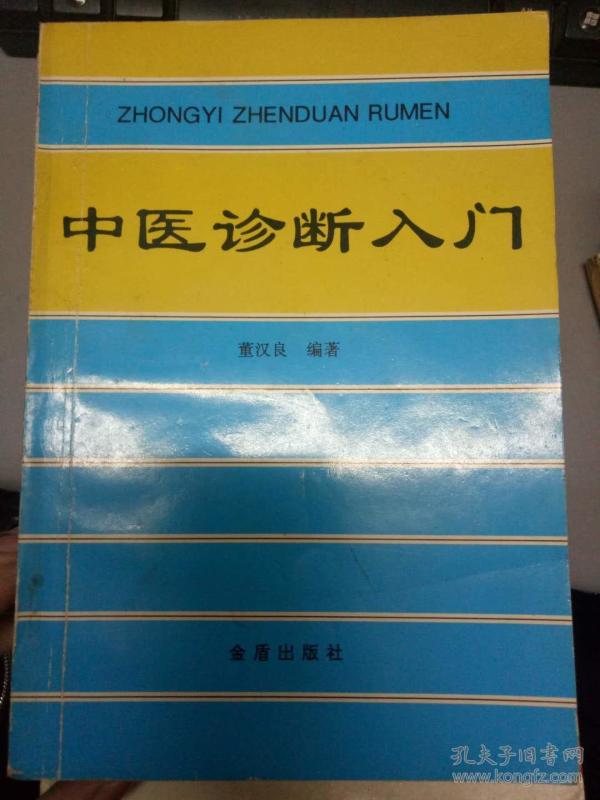 ZHONGYI ZHENDUAN RUMEN
中医诊断入门
董汉良 编著
金盾出版社
孔夫子旧书网
www.kongfz.com